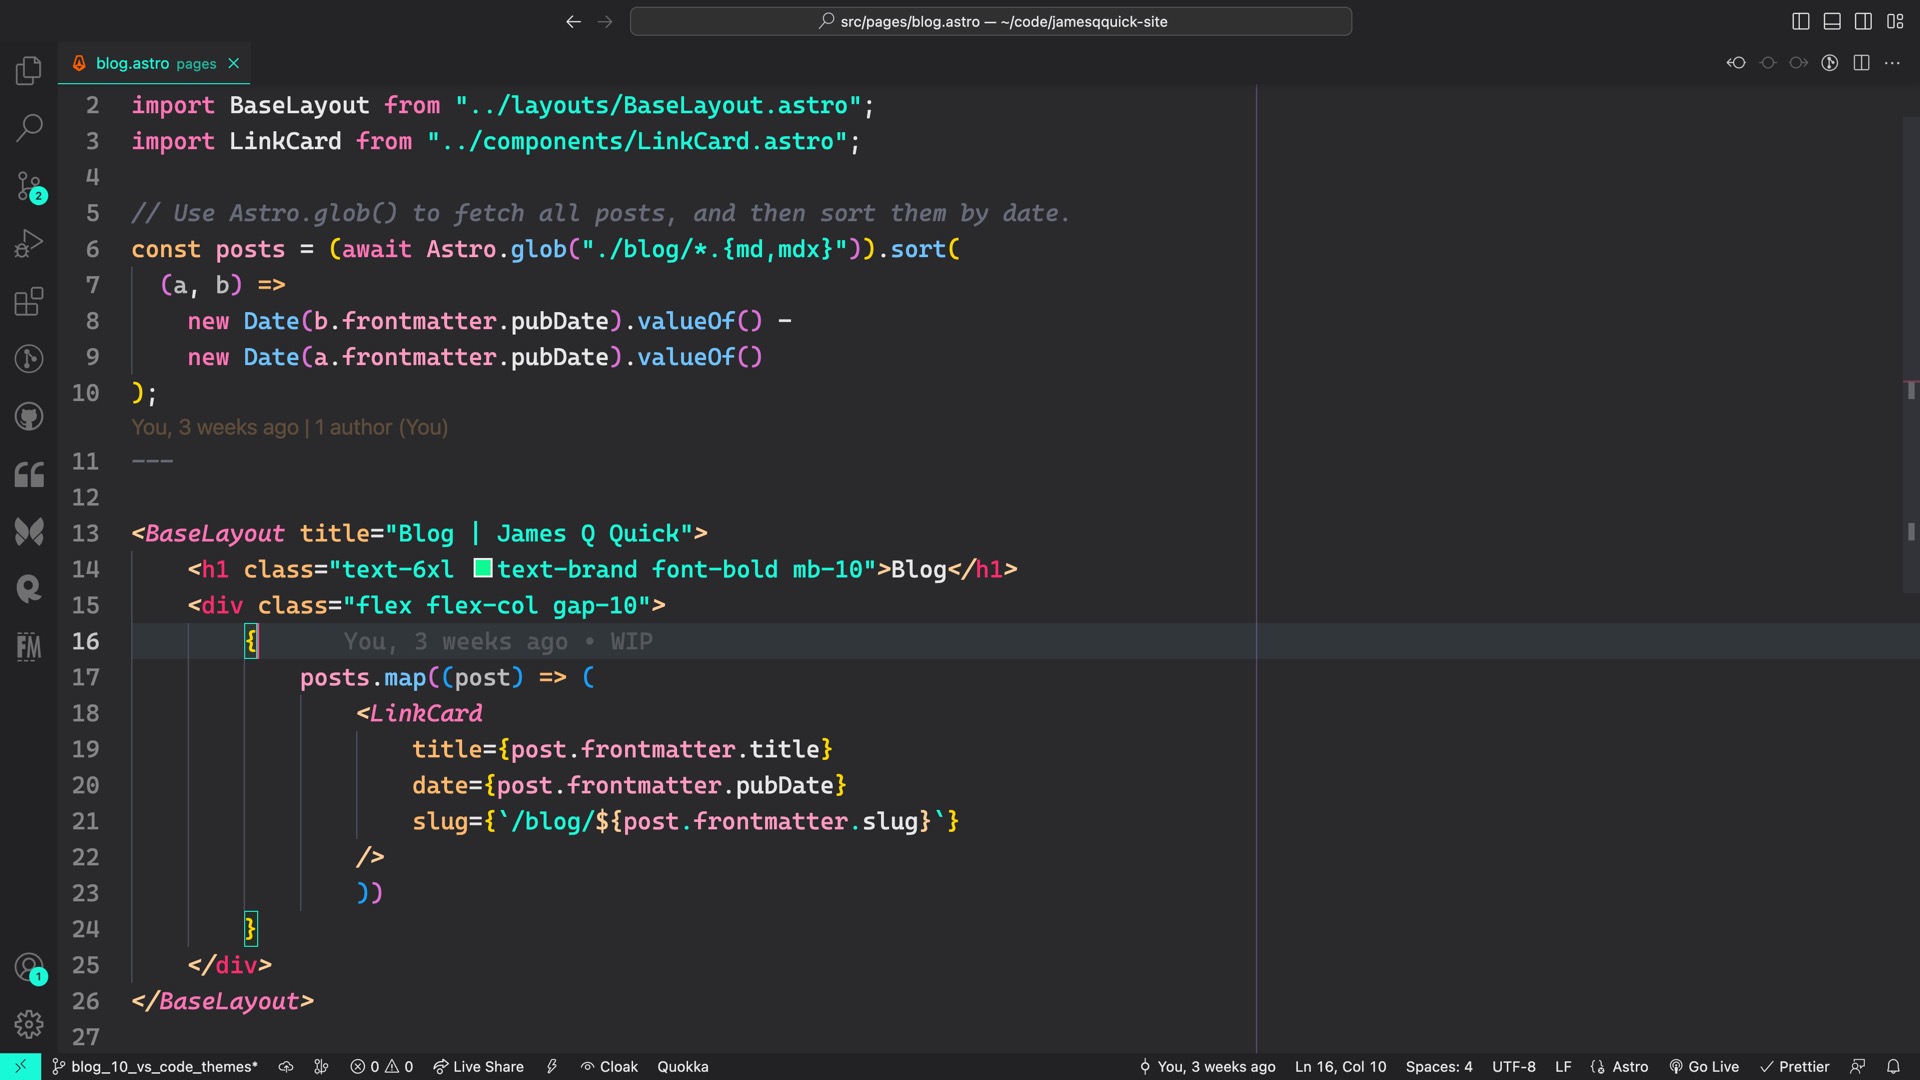 src/pages/blog.astro — ~/code/jamesqquick-site
blog.astro pages
2 import BaseLayout from "../layouts/BaseLayout.astro";
3 import LinkCard from "../components/LinkCard.astro";
4
5 // Use Astro.glob() to fetch all posts, and then sort them by date.
6 const posts = (await Astro.glob("./blog/*.{md,mdx}")).sort(
7 (a, b) =>
8 new Date(b.frontmatter.pubDate).valueOf() -
9 new Date(a.frontmatter.pubDate).valueOf()
10 );
You, 3 weeks ago | 1 author (You)
11 ---
12
13 <BaseLayout title="Blog | James Q Quick">
14 <h1 class="text-6xl text-brand font-bold mb-10">Blog</h1>
15 <div class="flex flex-col gap-10">
16 { You, 3 weeks ago • WIP
17 posts.map((post) => (
18 <LinkCard
19 title={post.frontmatter.title}
20 date={post.frontmatter.pubDate}
21 slug={`/blog/${post.frontmatter.slug}`}
22 />
23 ))
24 }
25 </div>
26 </BaseLayout>
27
2
FM
1
blog_10_vs_code_themes* 0 0 Live Share Cloak Quokka You, 3 weeks ago Ln 16, Col 10 Spaces: 4 UTF-8 LF {} Astro Go Live Prettier